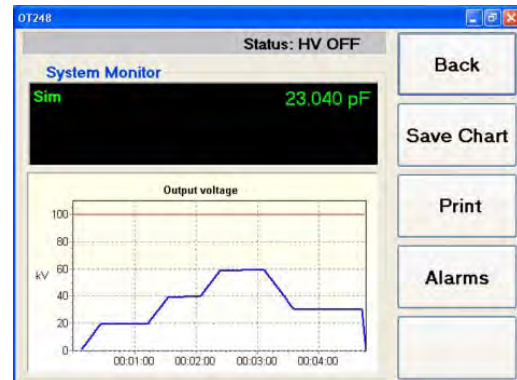 OT248
Status: HV OFF
System Monitor
Sim 23.040 pF
Output voltage
100
80
kV 60
40
20
0
00:01:00 00:02:00 00:03:00 00:04:00
Back
Save Chart
Print
Alarms